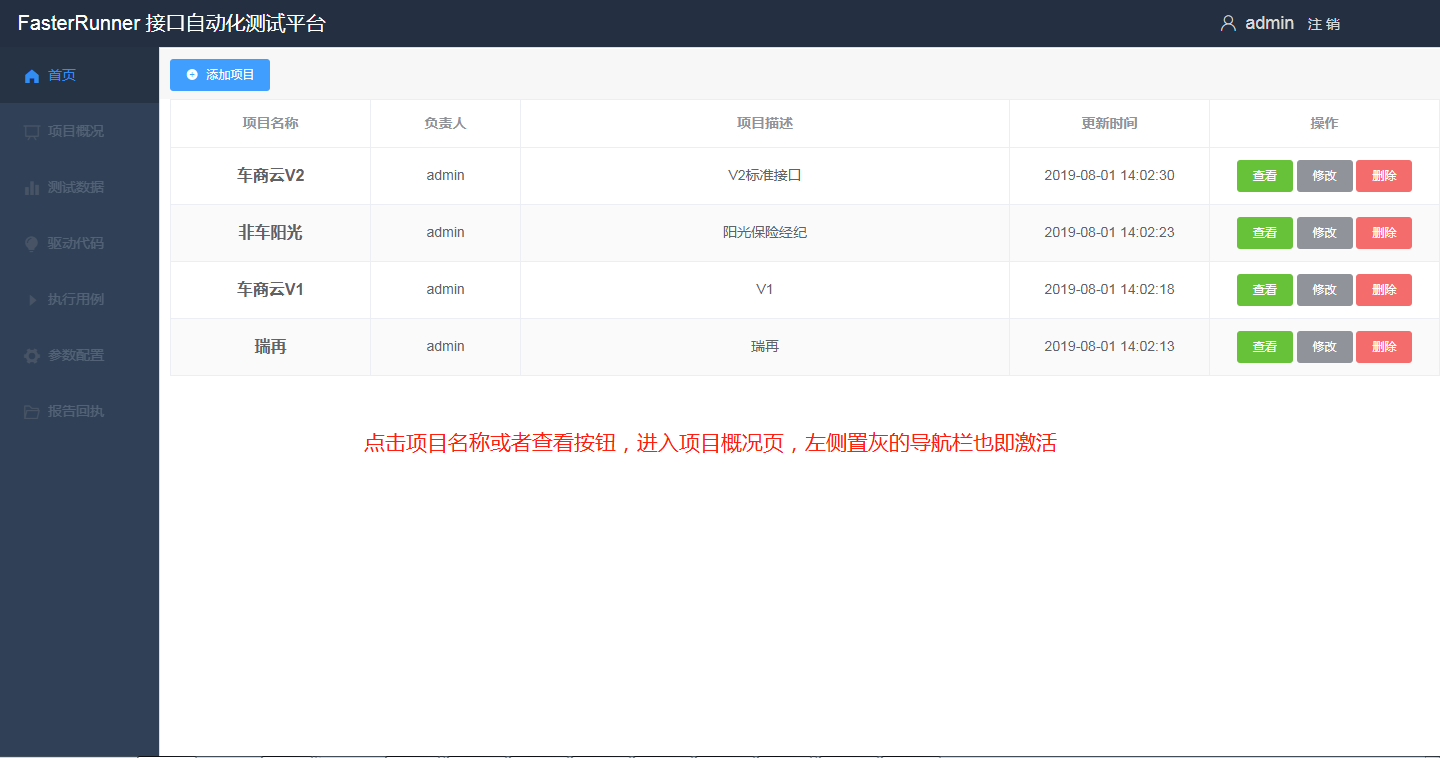 FasterRunner 接口自动化测试平台
admin 注 销
首页
项目概况
测试数据
驱动代码
执行用例
参数配置
报告回执
添加项目
项目名称 负责人 项目描述 更新时间 操作
车商云V2 admin V2标准接口 2019-08-01 14:02:30 查看 修改 删除
非车阳光 admin 阳光保险经纪 2019-08-01 14:02:23 查看 修改 删除
车商云V1 admin V1 2019-08-01 14:02:18 查看 修改 删除
瑞再 admin 瑞再 2019-08-01 14:02:13 查看 修改 删除
点击项目名称或者查看按钮，进入项目概况页，左侧置灰的导航栏也即激活